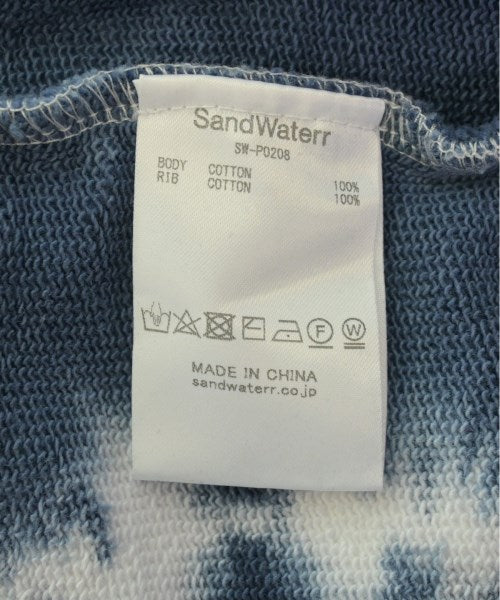 SandWaterr
SW-P0208
BODY COTTON 100%
RIB COTTON 100%
F W
MADE IN CHINA
sandwaterr.co.jp